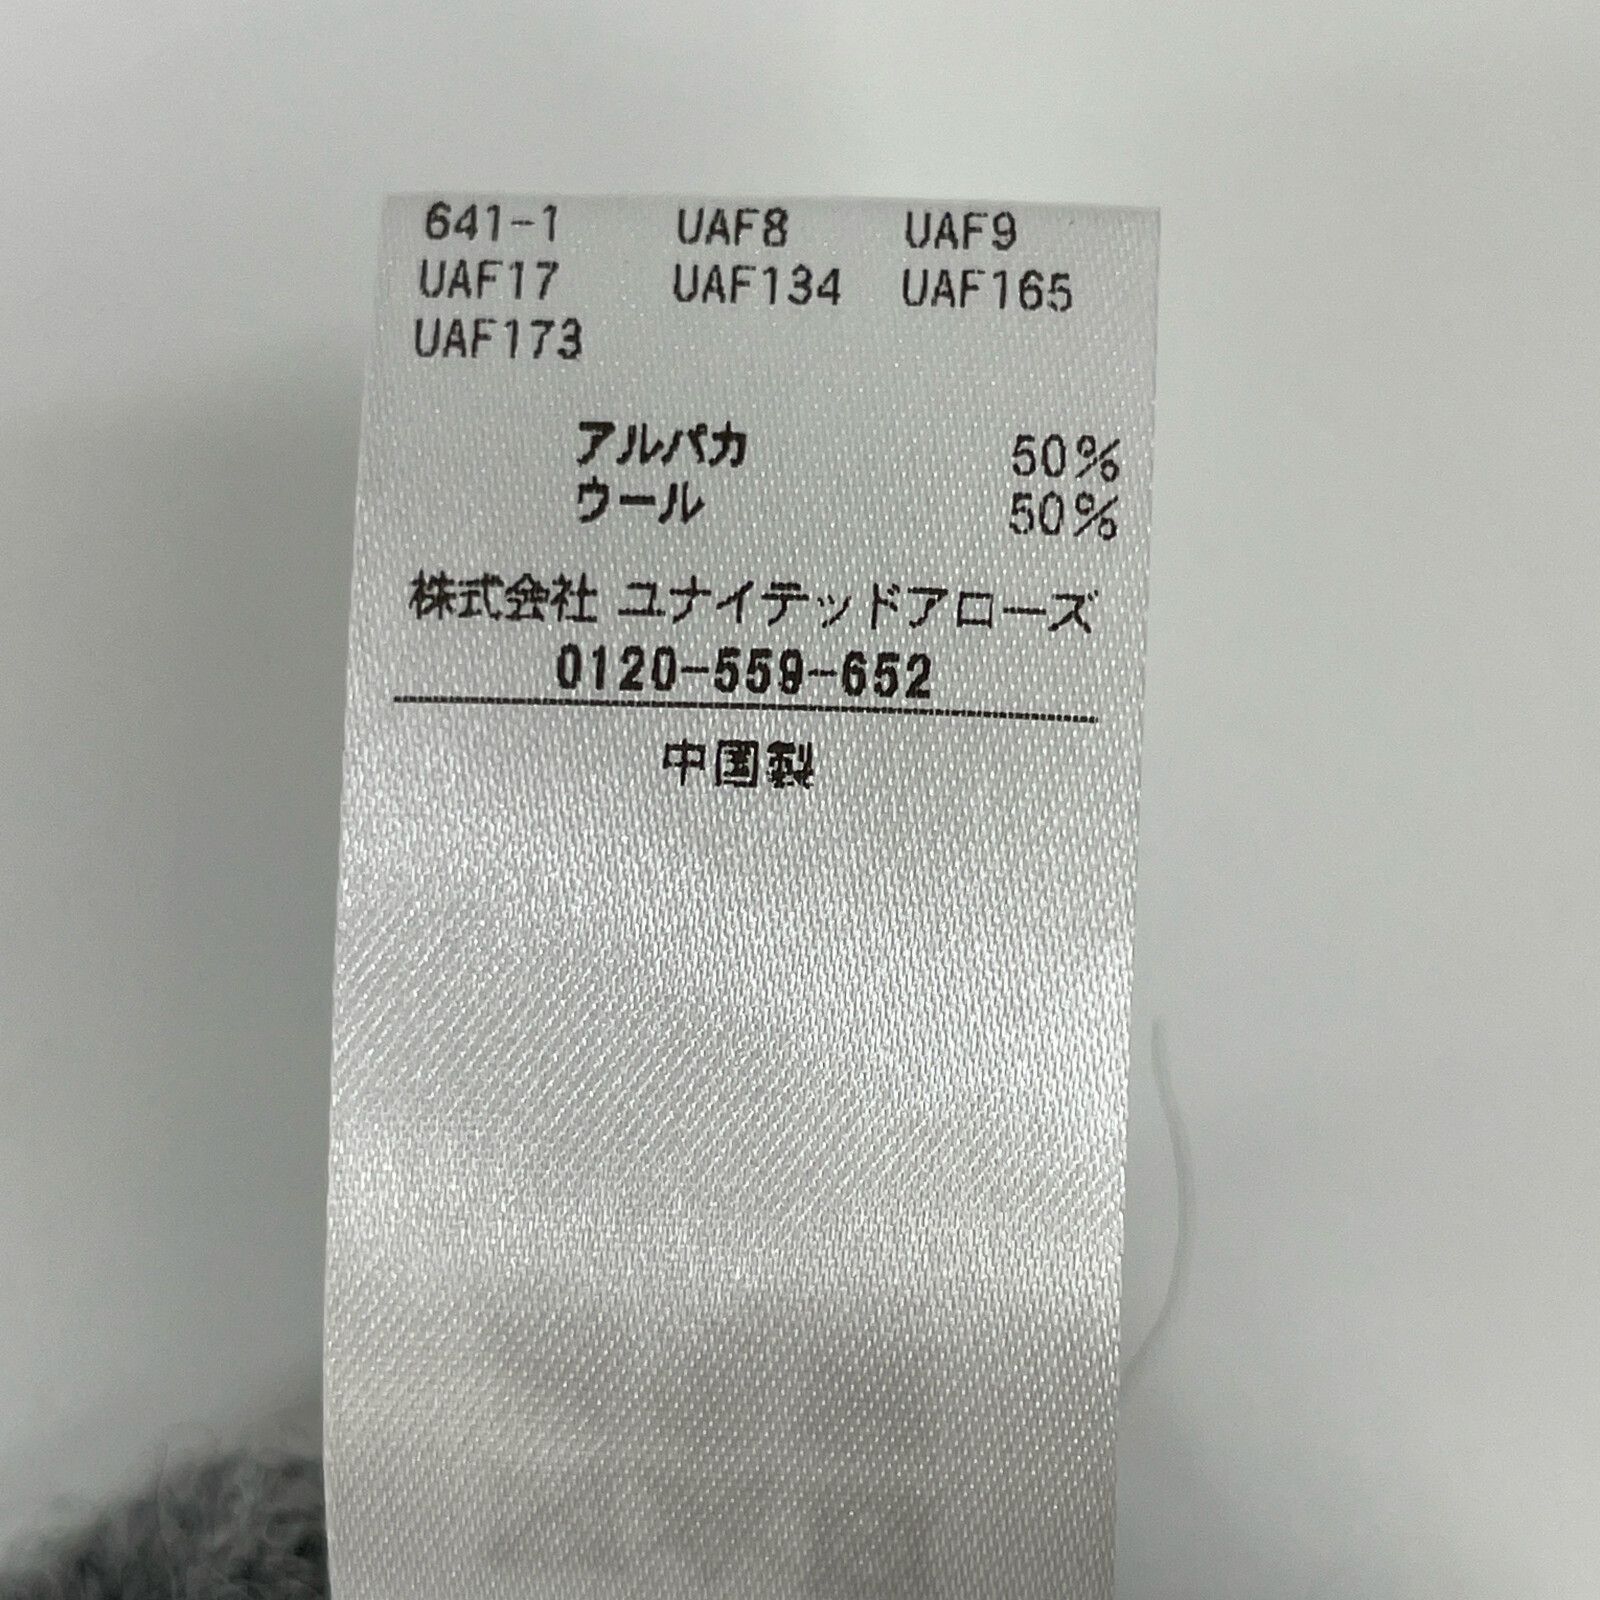 641-1 UAF8 UAF9
UAF17 UAF134 UAF165
UAF173
アルパカ 50%
ウール 50%
株式会社 ユナイテッドアローズ
0120-559-652
中国製